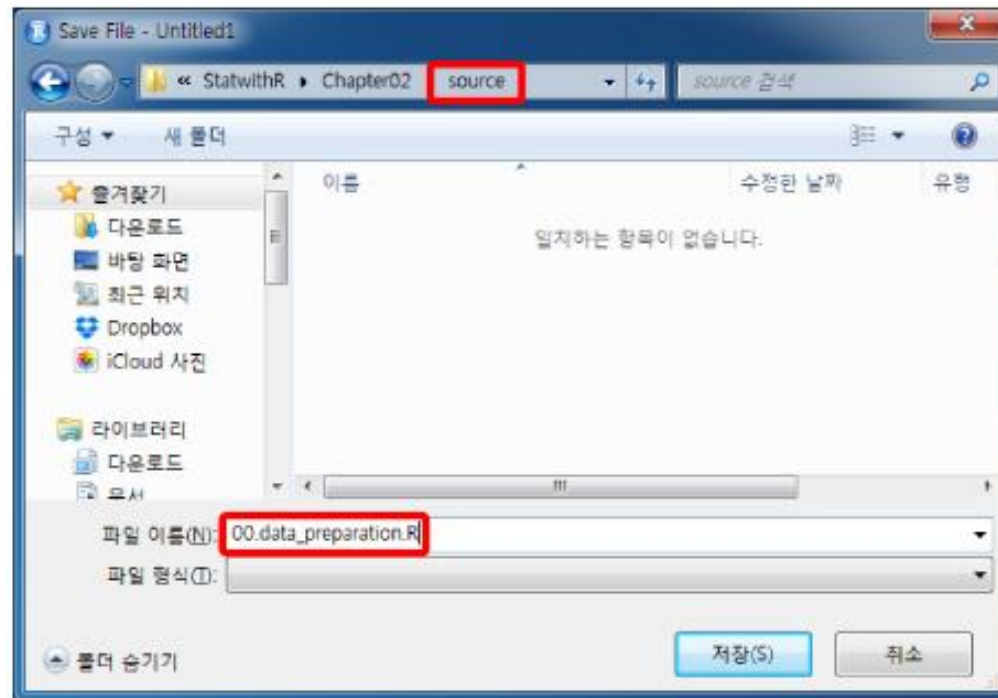 Save File - Untitled1
« StatwithR ▸ Chapter02 source
source 검색
구성 새 폴더
이름 수정한 날짜 유형
일치하는 항목이 없습니다.
즐겨찾기
다운로드
바탕 화면
최근 위치
Dropbox
iCloud 사진
라이브러리
다운로드
문서
파일 이름(N): 00.data_preparation.R
파일 형식(T):
폴더 숨기기
저장(S) 취소